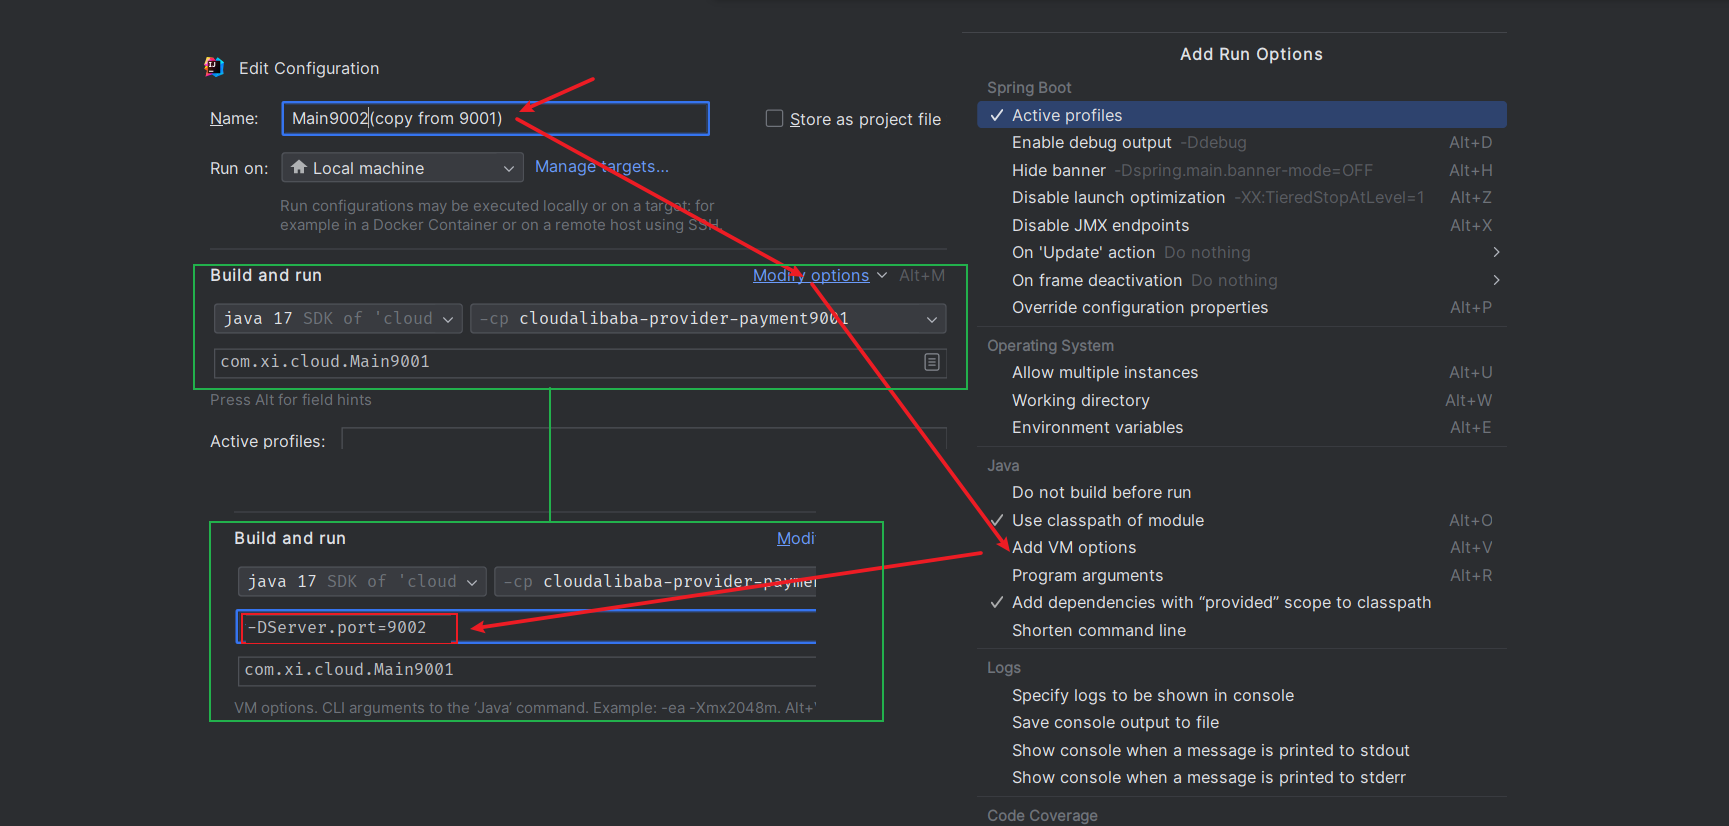 Edit Configuration
Name: Main9002(copy from 9001)
Store as project file
Run on: Local machine Manage targets...
Run configurations may be executed locally or on a target: for
example in a Docker Container or on a remote host using SSH.
Build and run Modify options Alt+M
java 17 SDK of 'cloud -cp cloudalibaba-provider-payment9001
com.xi.cloud.Main9001
Press Alt for field hints
Active profiles:
Build and run Modi
java 17 SDK of 'cloud -cp cloudalibaba-provider-paymen
-DServer.port=9002
com.xi.cloud.Main9001
VM options. CLI arguments to the 'Java' command. Example: -ea -Xmx2048m. Alt+
Add Run Options
Spring Boot
Active profiles
Enable debug output -Ddebug Alt+D
Hide banner -Dspring.main.banner-mode=OFF Alt+H
Disable launch optimization -XX:TieredStopAtLevel=1 Alt+Z
Disable JMX endpoints Alt+X
On 'Update' action Do nothing
On frame deactivation Do nothing
Override configuration properties Alt+P
Operating System
Allow multiple instances Alt+U
Working directory Alt+W
Environment variables Alt+E
Java
Do not build before run
Use classpath of module Alt+O
Add VM options Alt+V
Program arguments Alt+R
Add dependencies with “provided” scope to classpath
Shorten command line
Logs
Specify logs to be shown in console
Save console output to file
Show console when a message is printed to stdout
Show console when a message is printed to stderr
Code Coverage